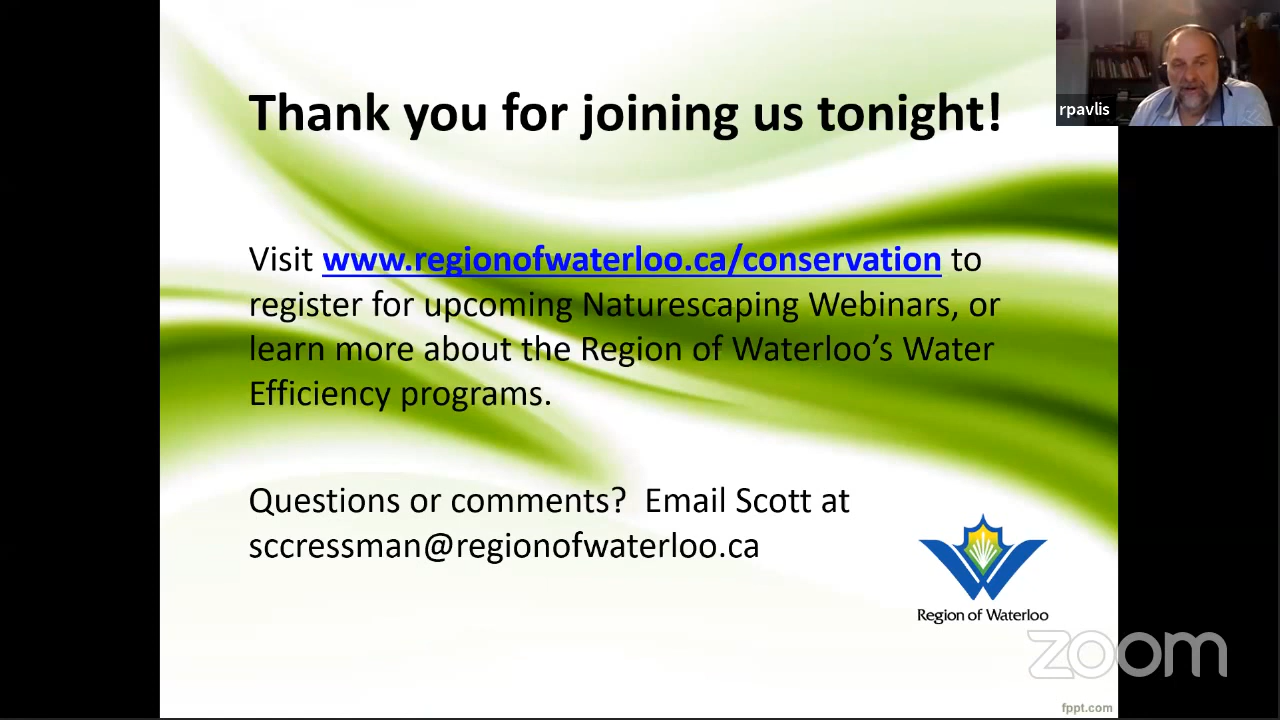 Thank you for joining us tonight!
rpavlis
Visit www.regionofwaterloo.ca/conservation to
register for upcoming Naturescaping Webinars, or
learn more about the Region of Waterloo's Water
Efficiency programs.
Questions or comments?  Email Scott at
sccressman@regionofwaterloo.ca
Region of Waterloo
zoom
fppt.com